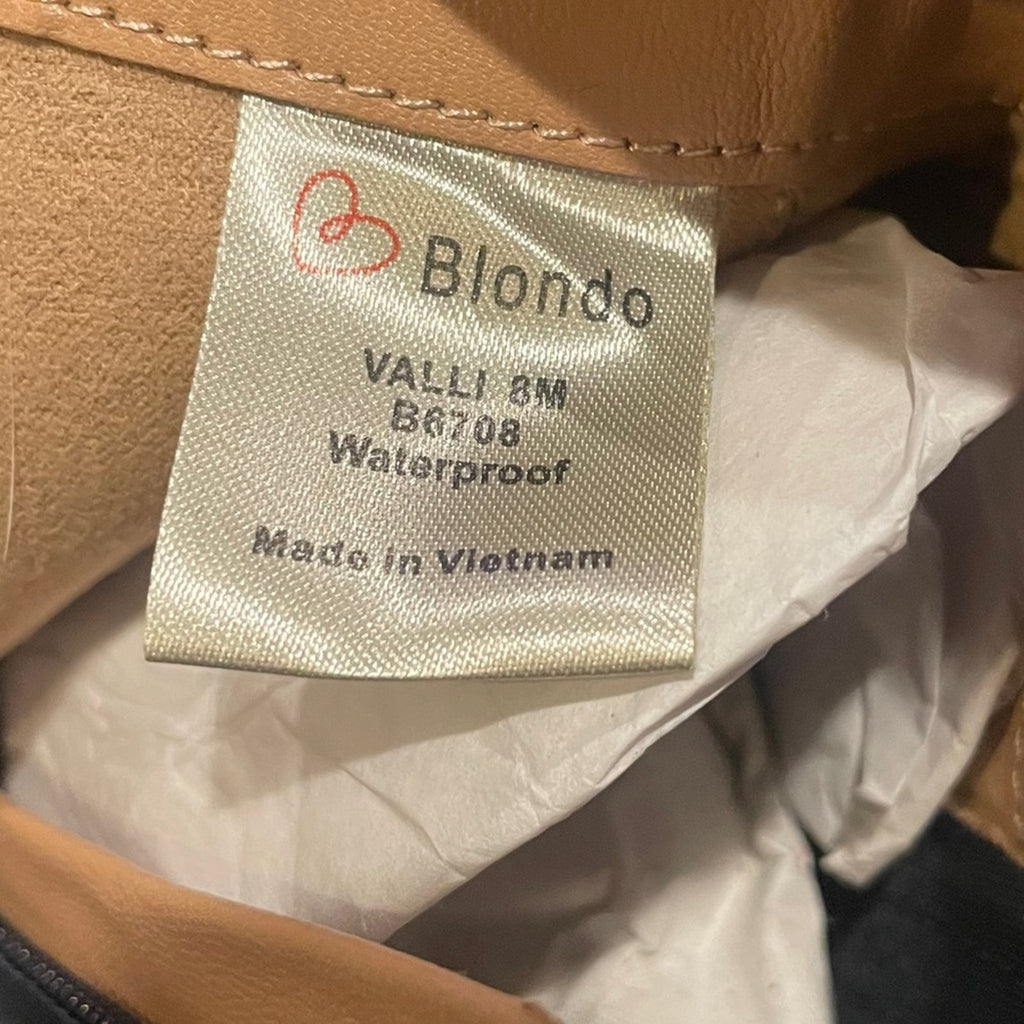 Blondo
VALLI 8M
B6708
Waterproof
Made in Vietnam